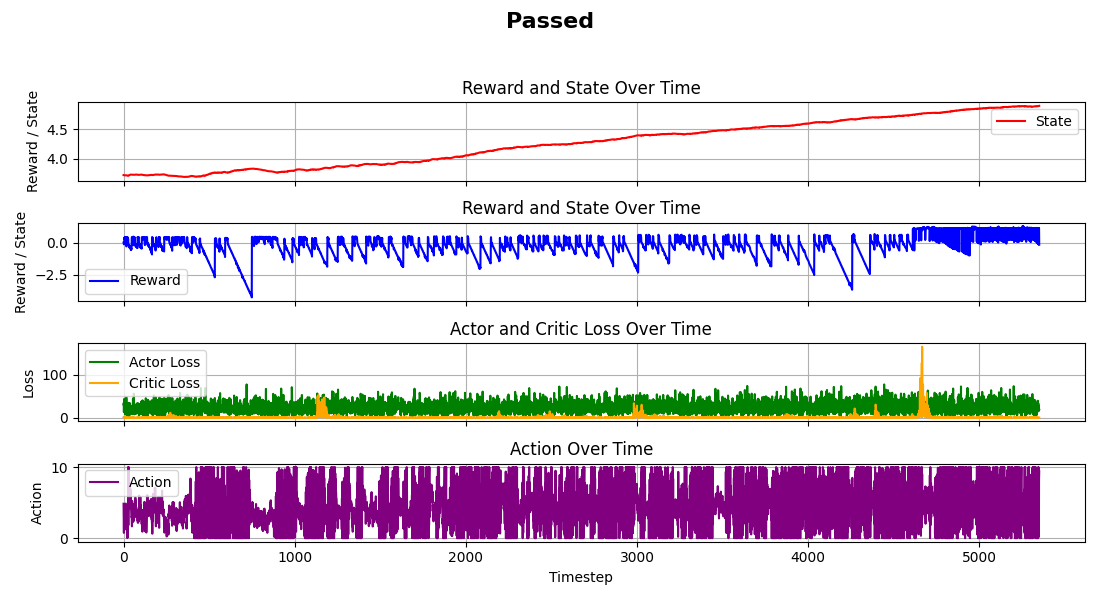 Passed
Reward and State Over Time
Reward / State
4.5
4.0
State
Reward and State Over Time
Reward / State
0.0
−2.5
Reward
Actor and Critic Loss Over Time
Loss
100
0
Actor Loss
Critic Loss
Action Over Time
Action
10
0
Action
0 1000 2000 3000 4000 5000
Timestep